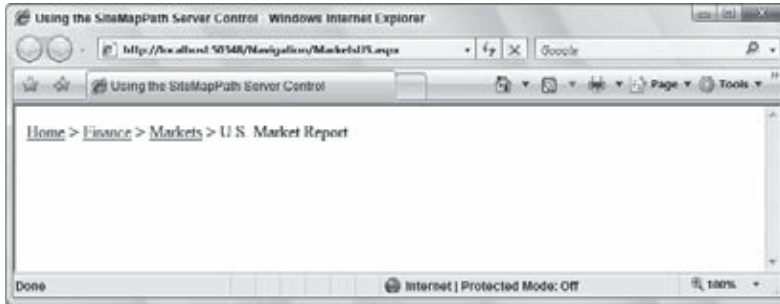 Using the SiteMapPath Server Control - Windows Internet Explorer
http://localhost:50348/Navigation/MarketsUS.aspx
Google
Using the SiteMapPath Server Control
Page
Tools
Home > Finance > Markets > U.S. Market Report
Done
Internet | Protected Mode: Off
100%